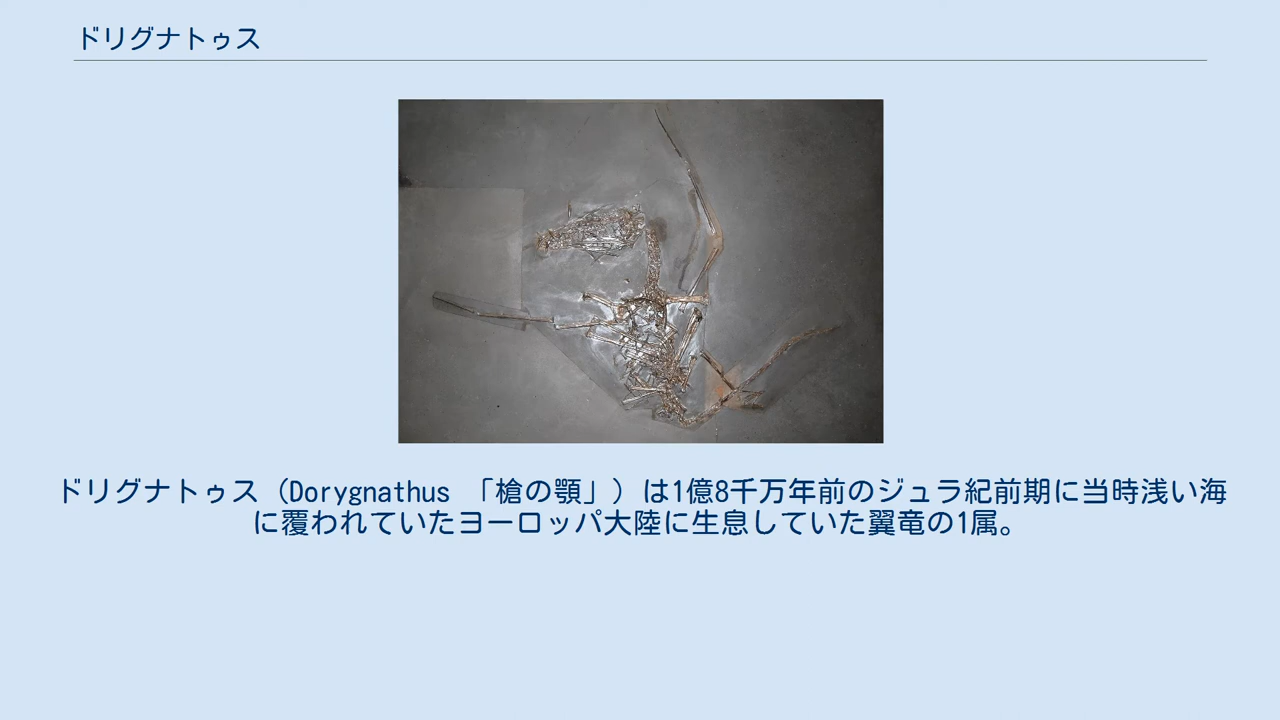 ドリグナトゥス
ドリグナトゥス（Dorygnathus 「槍の顎」）は1億8千万年前のジュラ紀前期に当時浅い海
に覆われていたヨーロッパ大陸に生息していた翼竜の1属。